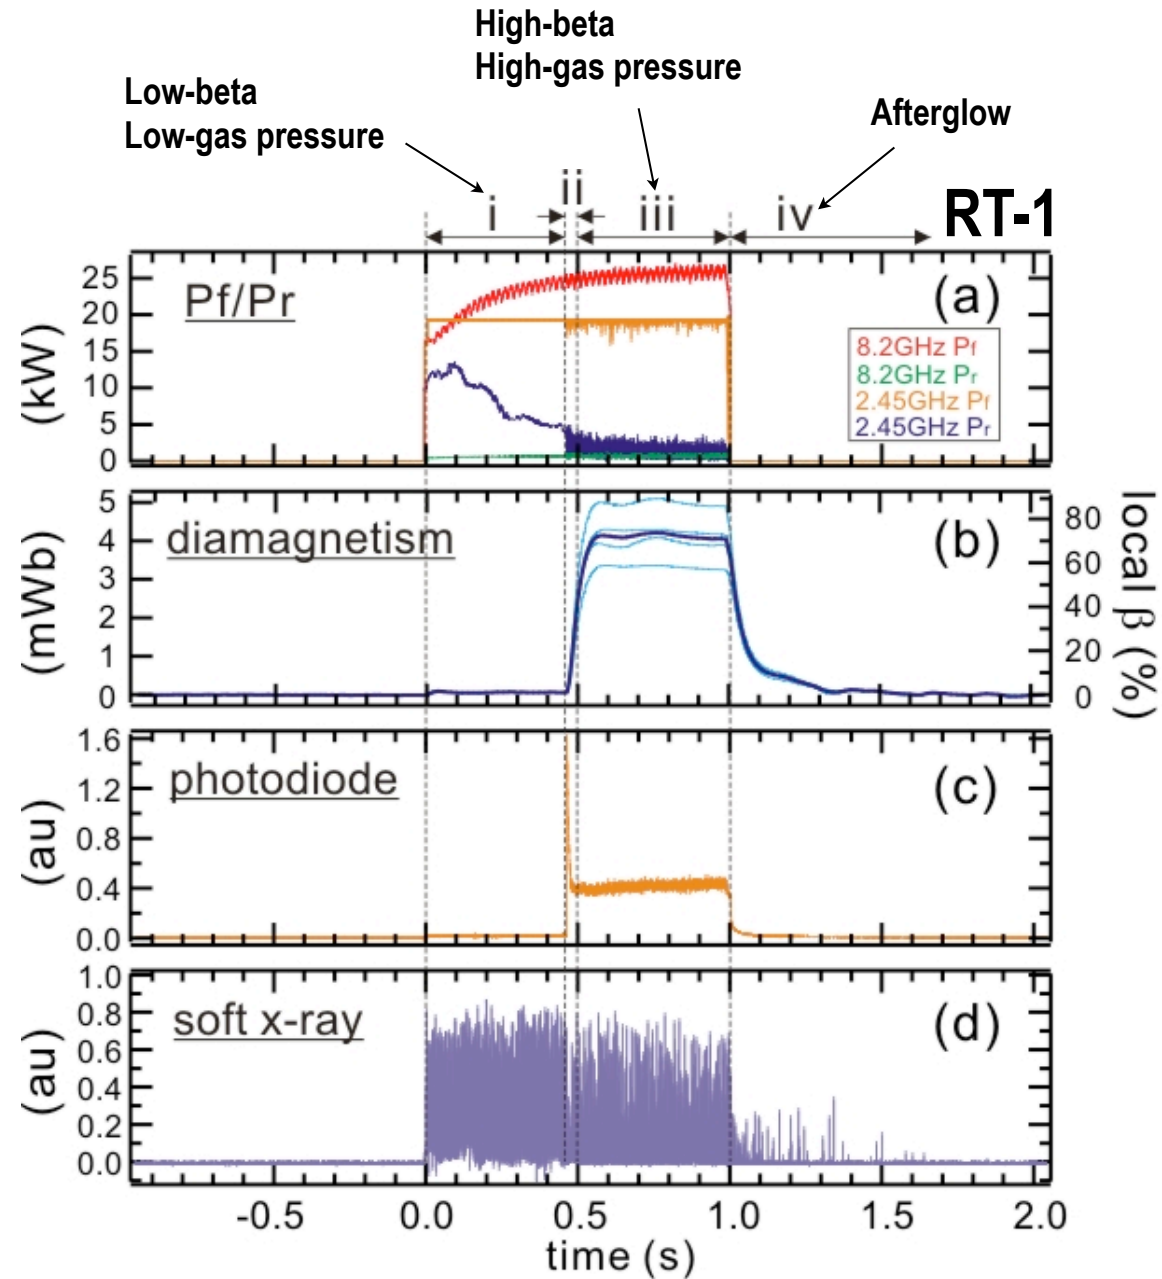 High-beta
High-gas pressure
Low-beta
Low-gas pressure
Afterglow
i
ii
iii
iv
RT-1
Pf/Pr
(a)
(kW)
25
20
15
10
5
0
8.2GHz Pf
8.2GHz Pr
2.45GHz Pf
2.45GHz Pr
diamagnetism
(b)
(mWb)
5
4
3
2
1
0
local β (%)
80
60
40
20
0
photodiode
(c)
(au)
1.6
1.2
0.8
0.4
0.0
soft x-ray
(d)
(au)
1.0
0.8
0.6
0.4
0.2
0.0
-0.5 0.0 0.5 1.0 1.5 2.0
time (s)